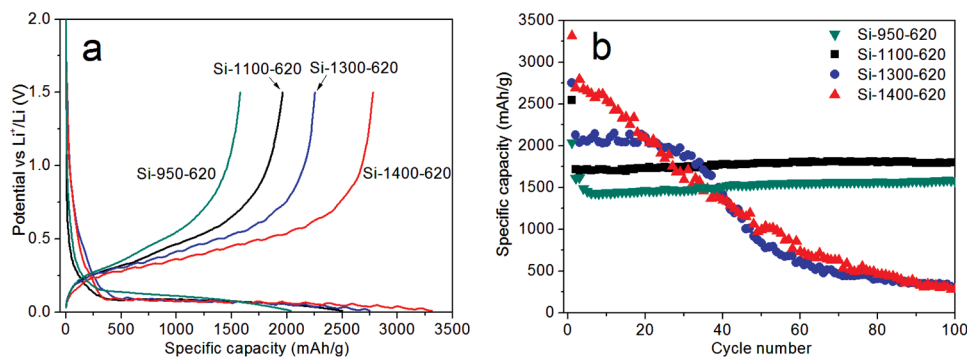 a
Si-1100-620
Si-1300-620
Si-950-620
Si-1400-620
Potential vs Li⁺/Li (V)
2.0
1.5
1.0
0.5
0.0
0 500 1000 1500 2000 2500 3000 3500
Specific capacity (mAh/g)
b
Si-950-620
Si-1100-620
Si-1300-620
Si-1400-620
Specific capacity (mAh/g)
3500
3000
2500
2000
1500
1000
500
0
0 20 40 60 80 100
Cycle number